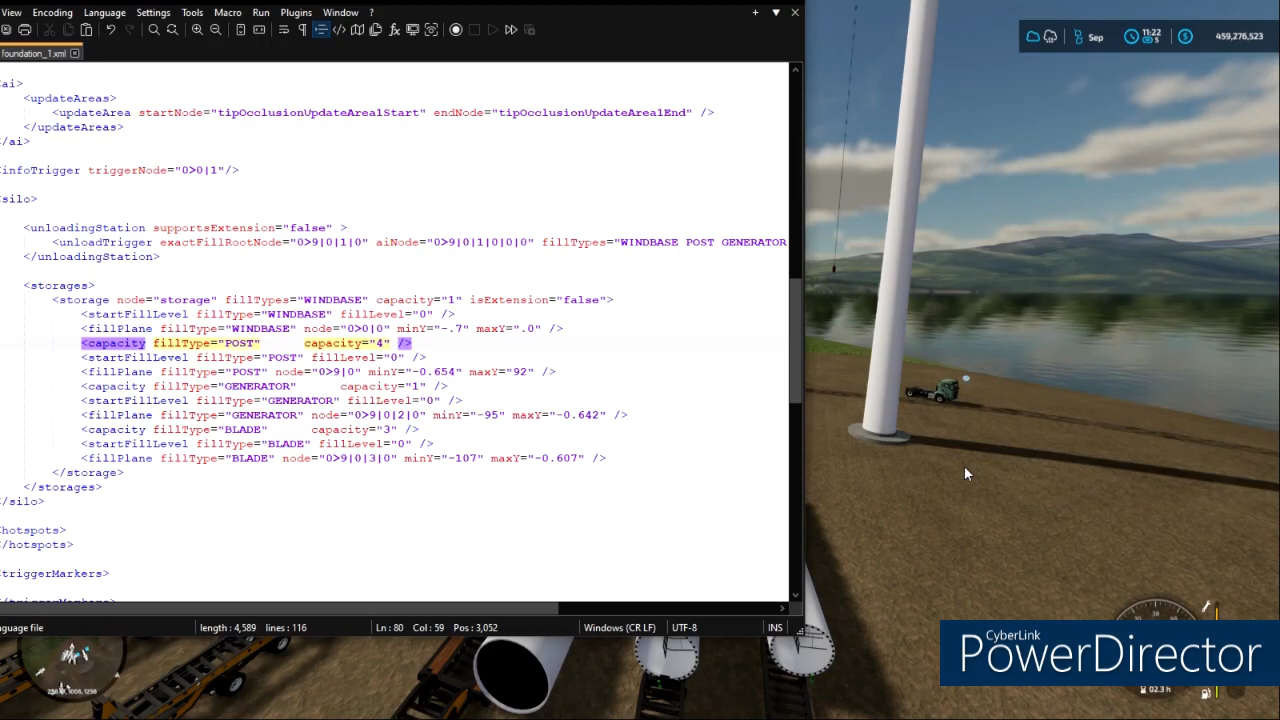 View Encoding Language Settings Tools Macro Run Plugins Window ?
foundation_1.xml
Sep 11:22 5 459,276,523
ai>
<updateAreas>
<updateArea startNode="tipOcclusionUpdateArea1Start" endNode="tipOcclusionUpdateArea1End" />
</updateAreas>
/ai>
infoTrigger triggerNode="0>0|1"/>
silo>
<unloadingStation supportsExtension="false" >
<unloadTrigger exactFillRootNode="0>9|0|1|0" aiNode="0>9|0|1|0|0|0" fillTypes="WINDBASE POST GENERATOR
</unloadingStation>
<storages>
<storage node="storage" fillTypes="WINDBASE" capacity="1" isExtension="false">
<startFillLevel fillType="WINDBASE" fillLevel="0" />
<fillPlane fillType="WINDBASE" node="0>0|0" minY="-.7" maxY=".0" />
<capacity fillType="POST" capacity="4" />
<startFillLevel fillType="POST" fillLevel="0" />
<fillPlane fillType="POST" node="0>9|0" minY="-0.654" maxY="92" />
<capacity fillType="GENERATOR" capacity="1" />
<startFillLevel fillType="GENERATOR" fillLevel="0" />
<fillPlane fillType="GENERATOR" node="0>9|0|2|0" minY="-95" maxY="-0.642" />
<capacity fillType="BLADE" capacity="3" />
<startFillLevel fillType="BLADE" fillLevel="0" />
<fillPlane fillType="BLADE" node="0>9|0|3|0" minY="-107" maxY="-0.607" />
</storage>
</storages>
/silo>
hotspots>
/hotspots>
triggerMarkers>
/triggerMarkers>
nguage file length : 4,589 lines : 116 Ln : 80 Col : 59 Pos : 3,052 Windows (CR LF) UTF-8 INS
CyberLink
PowerDirector
02.3 h